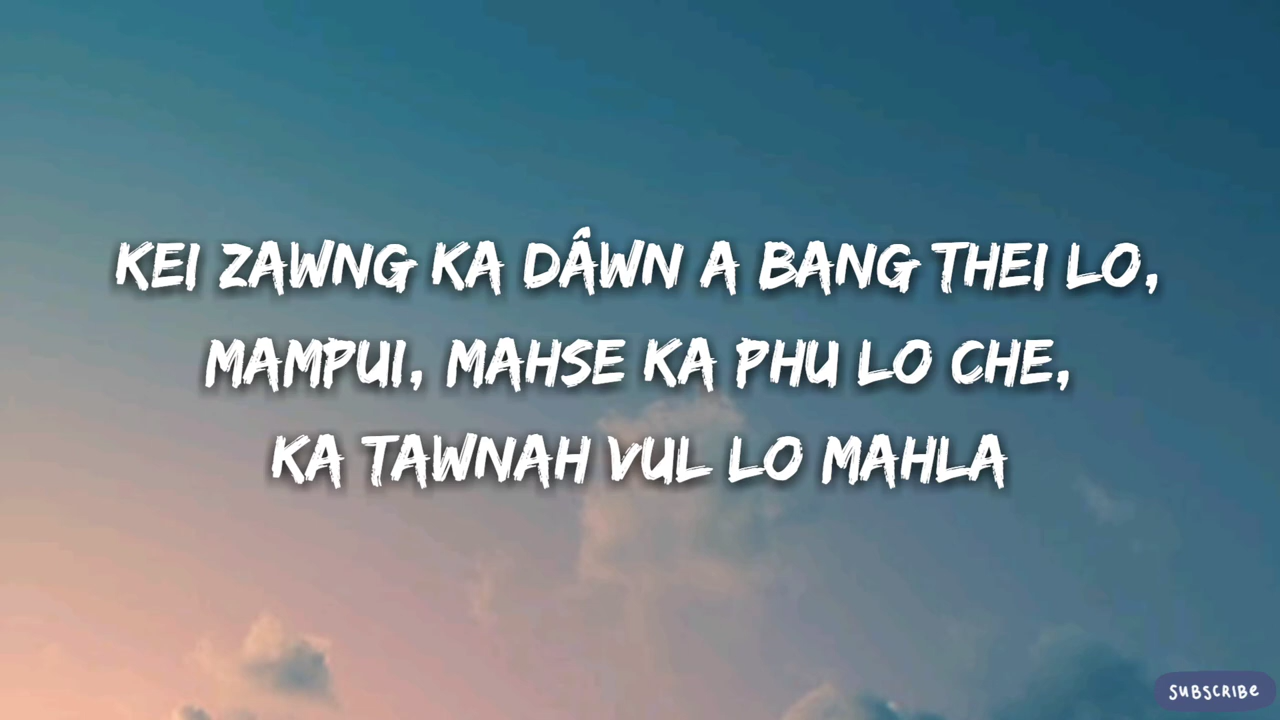 KEI ZAWNG KA DÂWN A BANG THEI LO,
MAMPUI, MAHSE KA PHU LO CHE,
KA TAWNAH VUL LO MAHLA
SUBSCRIBE